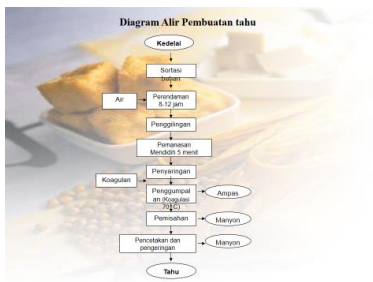 Diagram Alir Pembuatan tahu
Kedelai
Sortasi
bahan
Air
Perendaman
8-12 jam
Penggilingan
Pemanasan
Mendidih 5 menit
Penyaringan
Koagulan
Penggumpal
an (Koagulasi
70°C)
Ampas
Pemisahan
Manyon
Pencetakan dan
pengeringan
Manyon
Tahu